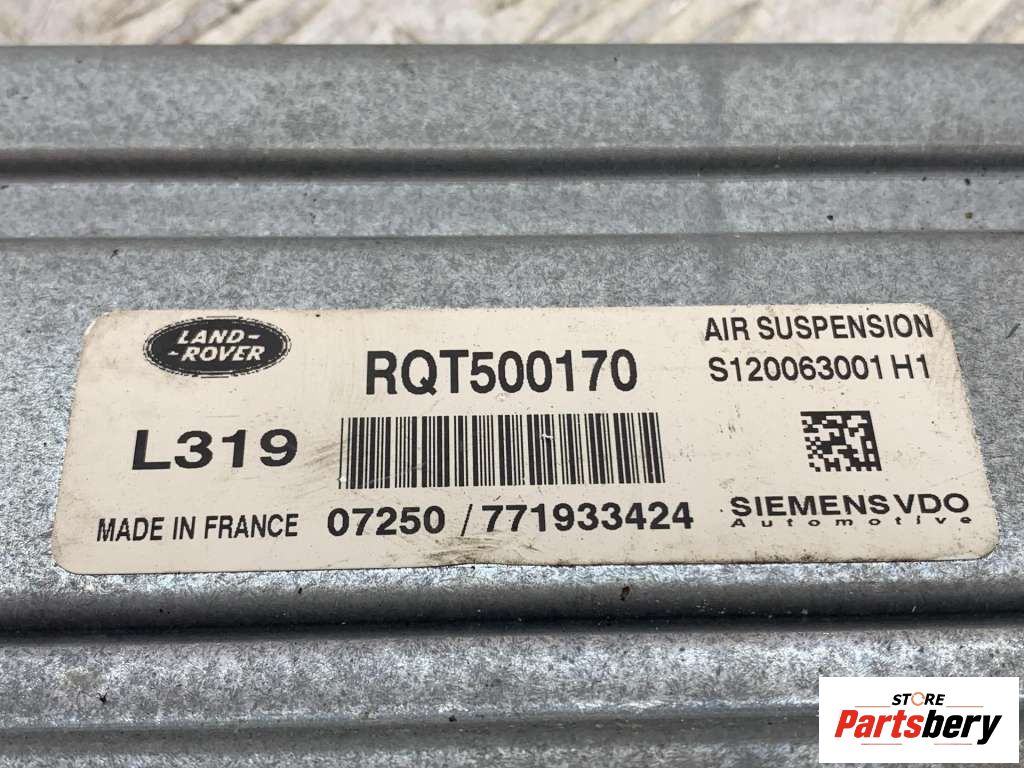 LAND-
-ROVER
RQT500170
AIR SUSPENSION
S120063001 H1
L319
MADE IN FRANCE
07250 / 771933424
SIEMENS VDO
Automotive
STORE
Partsbery